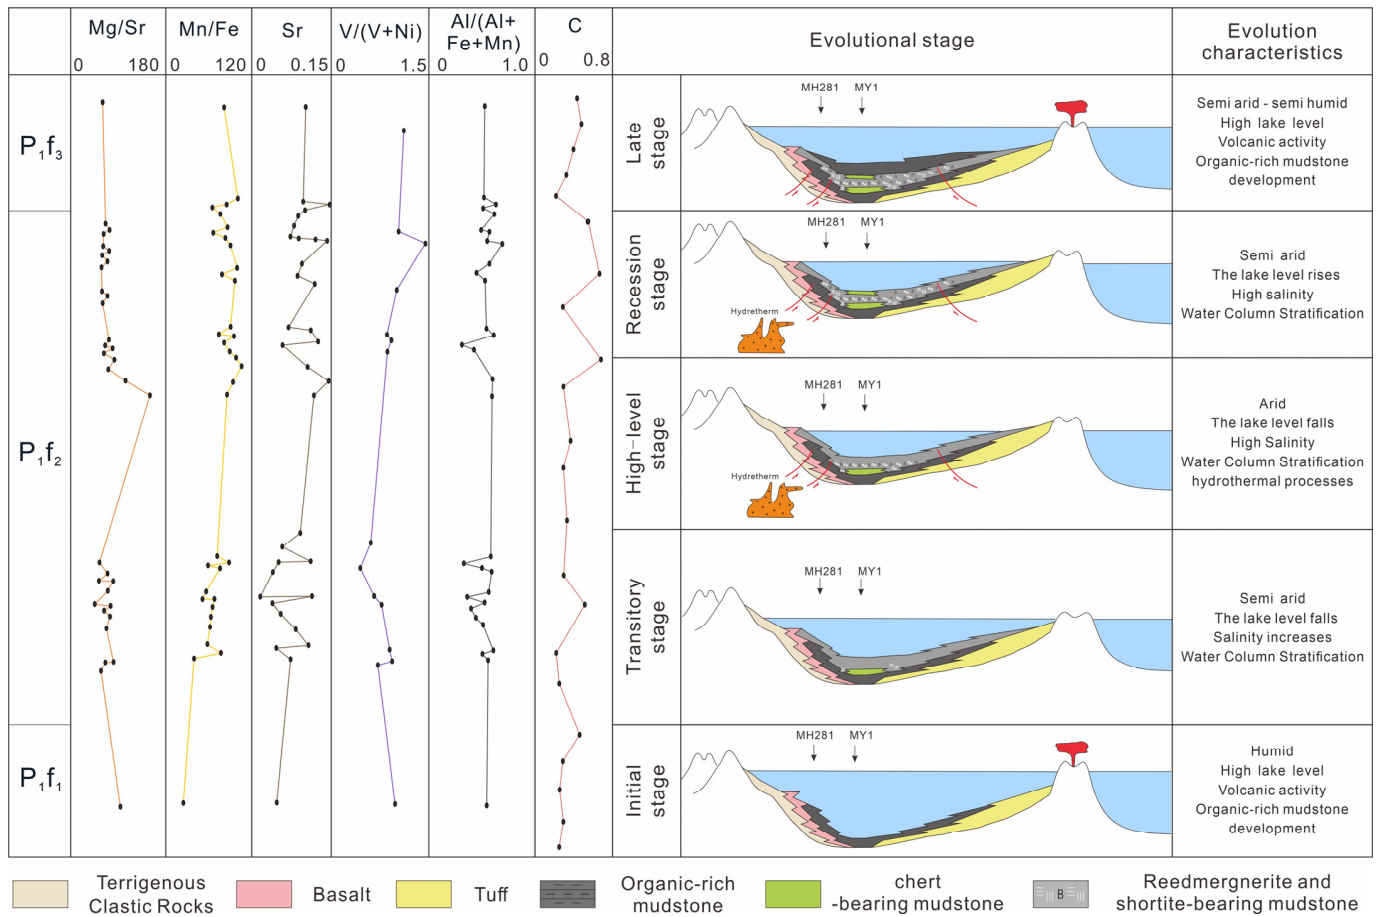 Mg/Sr
0 180
Mn/Fe
0 120
Sr
0 0.15
V/(V+Ni)
0 1.5
Al/(Al+
Fe+Mn)
0 1.0
C
0 0.8
Evolutional stage
Evolution
characteristics
P₁f₃
Late
stage
MH281 MY1
Semi arid - semi humid
High lake level
Volcanic activity
Organic-rich mudstone
development
Recession
stage
MH281 MY1
Hydretherm
Semi arid
The lake level rises
High salinity
Water Column Stratification
P₁f₂
High-level
stage
MH281 MY1
Hydretherm
Arid
The lake level falls
High Salinity
Water Column Stratification
hydrothermal processes
Transitory
stage
MH281 MY1
Semi arid
The lake level falls
Salinity increases
Water Column Stratification
P₁f₁
Initial
stage
MH281 MY1
Humid
High lake level
Volcanic activity
Organic-rich mudstone
development
Terrigenous
Clastic Rocks
Basalt
Tuff
Organic-rich
mudstone
chert
-bearing mudstone
B
Reedmergnerite and
shortite-bearing mudstone